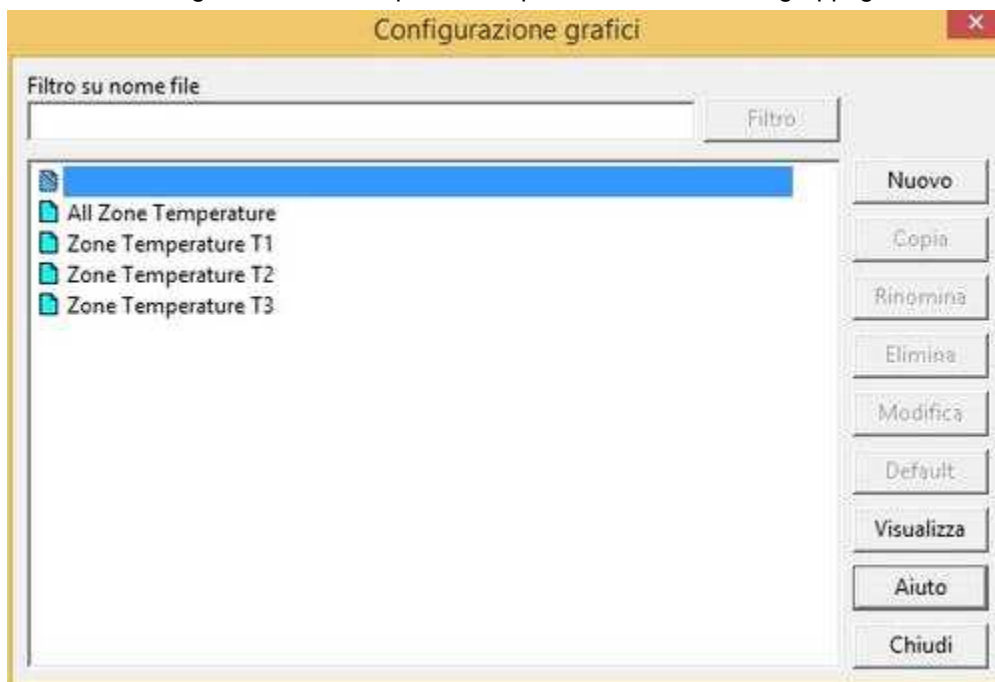 Configurazione grafici
Filtro su nome file
Filtro
All Zone Temperature
Zone Temperature T1
Zone Temperature T2
Zone Temperature T3
Nuovo
Copia
Rinomina
Elimina
Modifica
Default
Visualizza
Aiuto
Chiudi